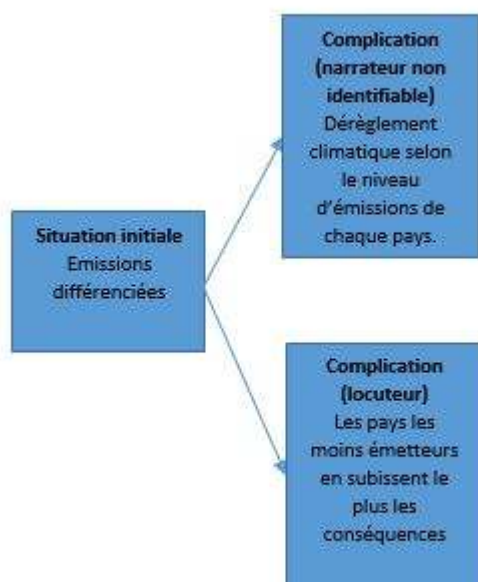 Situation initiale
Emissions
différenciées
Complication
(narrateur non
identifiable)
Dérèglement
climatique selon
le niveau
d'émissions de
chaque pays.
Complication
(locuteur)
Les pays les
moins émetteurs
en subissent le
plus les
conséquences